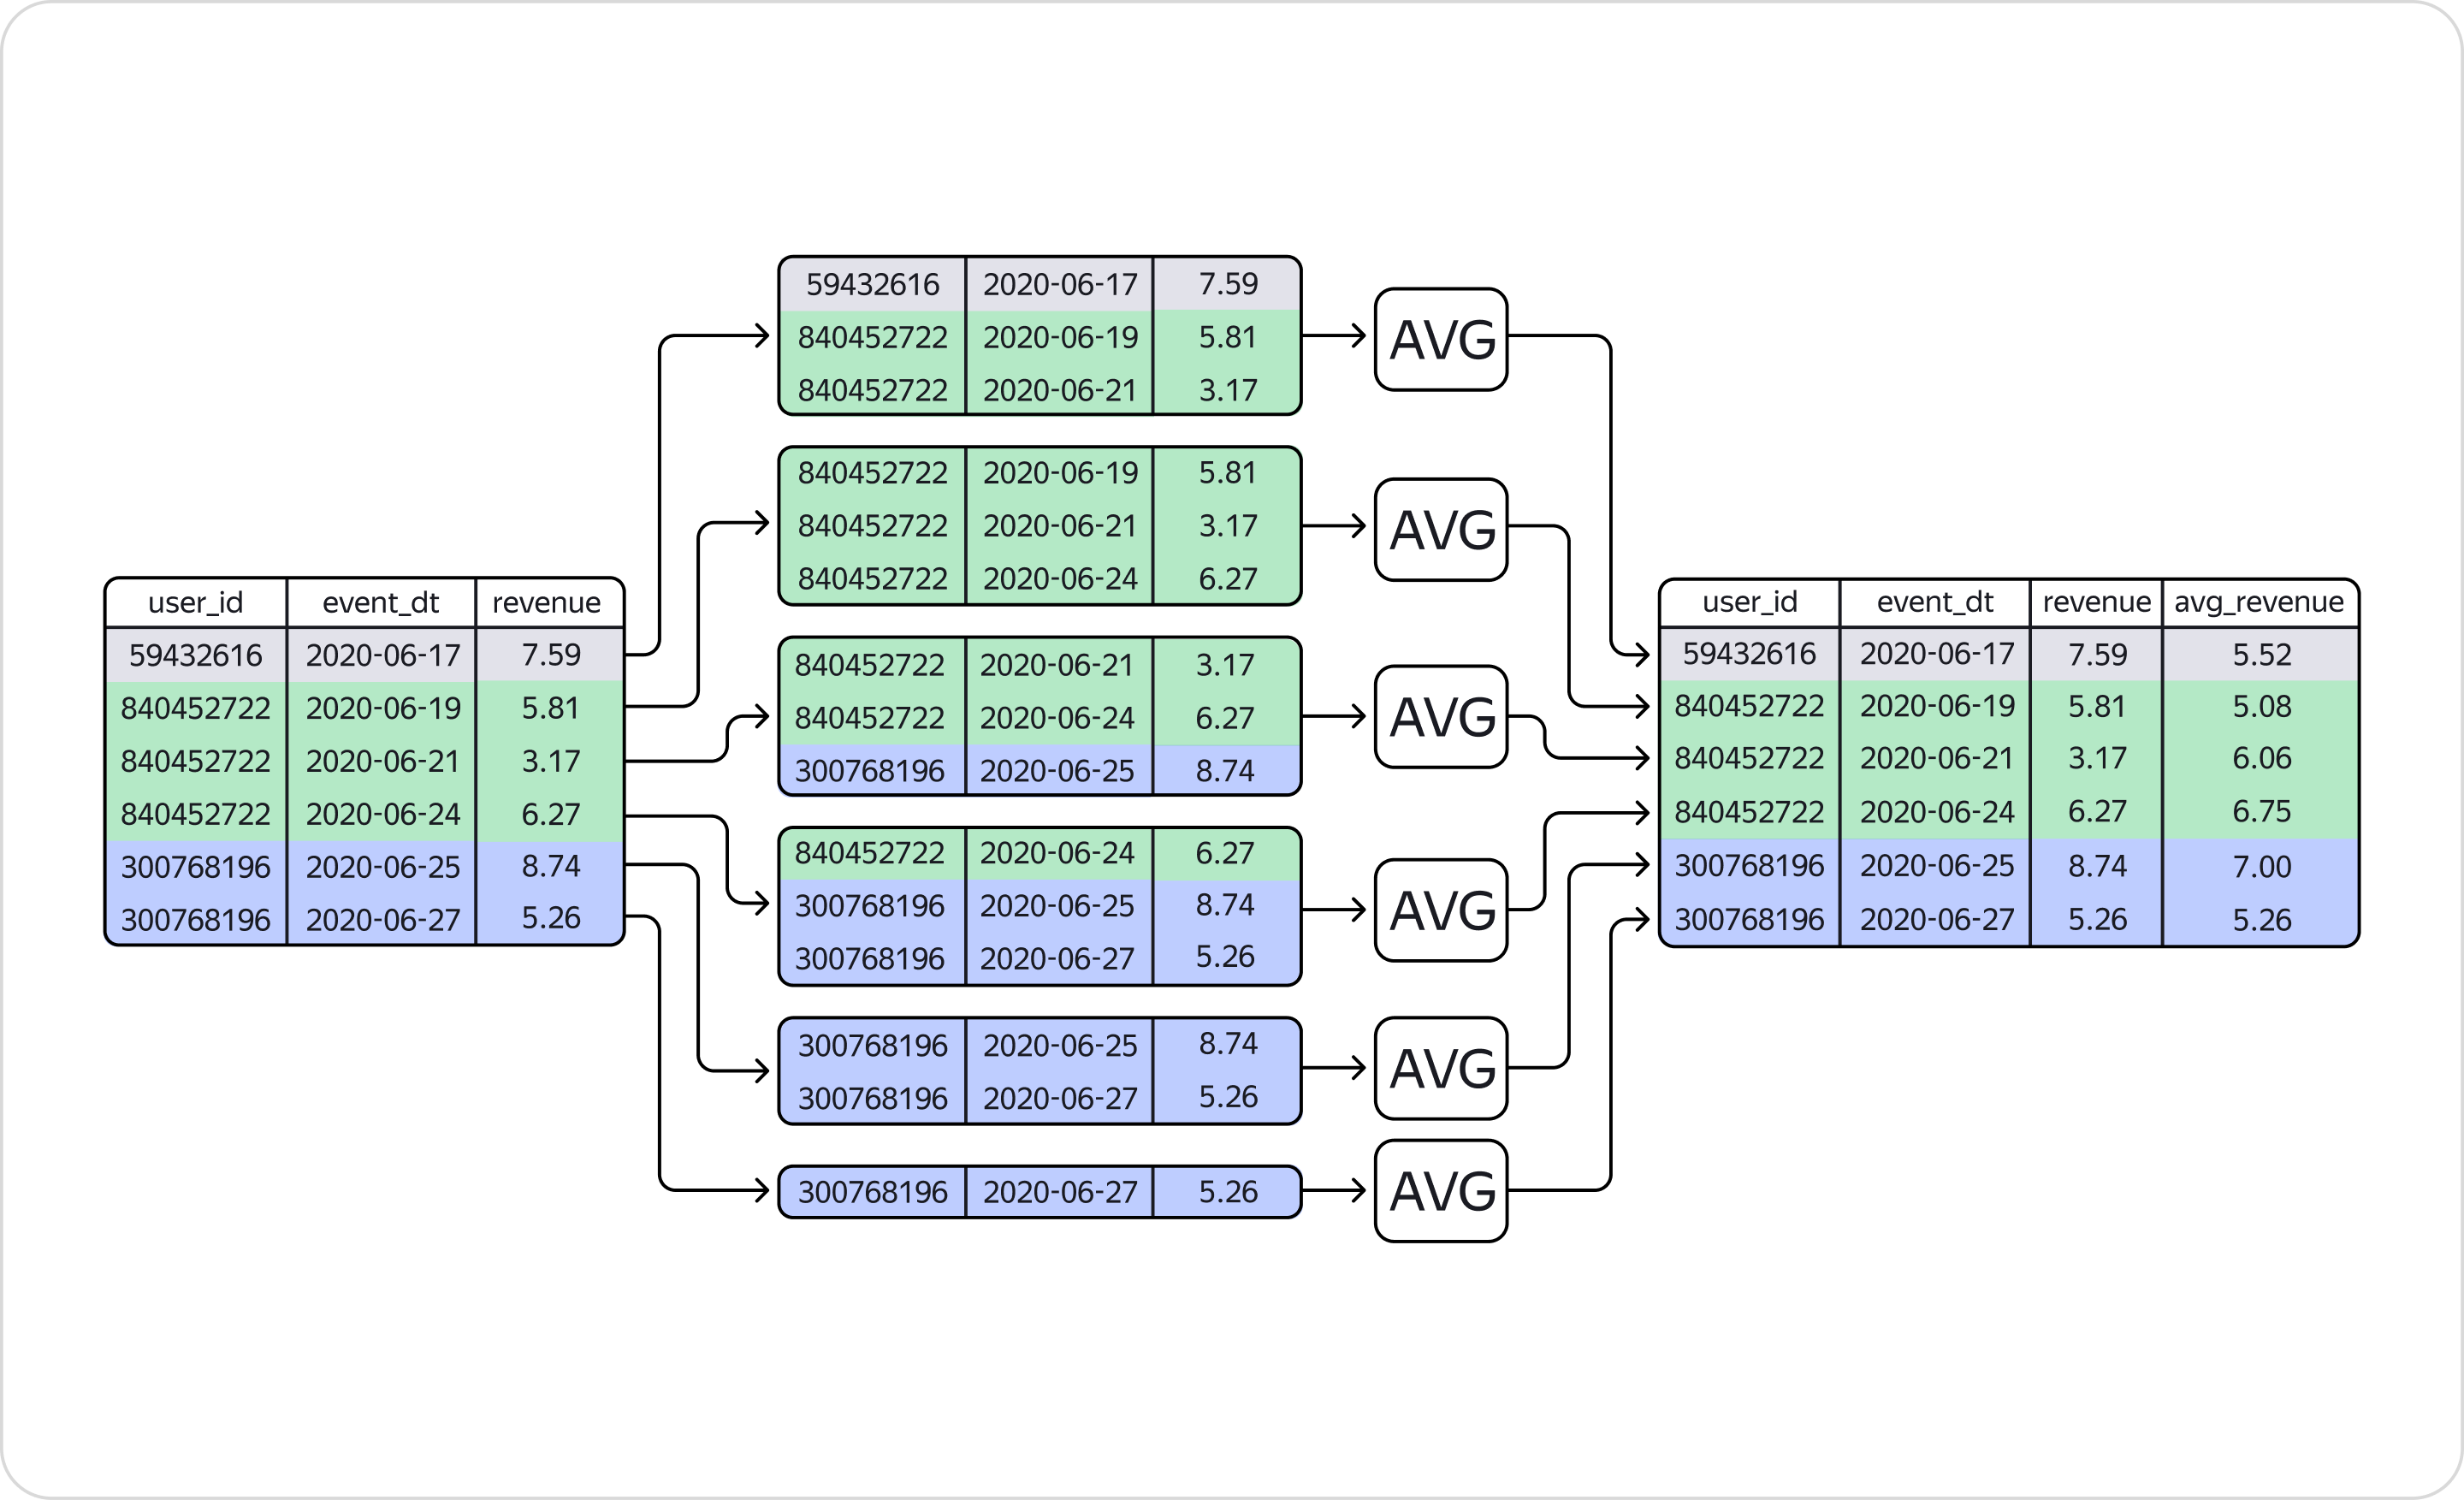 user_id event_dt revenue
59432616 2020-06-17 7.59
840452722 2020-06-19 5.81
840452722 2020-06-21 3.17
840452722 2020-06-24 6.27
300768196 2020-06-25 8.74
300768196 2020-06-27 5.26
59432616 2020-06-17 7.59
840452722 2020-06-19 5.81
840452722 2020-06-21 3.17
AVG
840452722 2020-06-19 5.81
840452722 2020-06-21 3.17
840452722 2020-06-24 6.27
AVG
840452722 2020-06-21 3.17
840452722 2020-06-24 6.27
300768196 2020-06-25 8.74
AVG
840452722 2020-06-24 6.27
300768196 2020-06-25 8.74
300768196 2020-06-27 5.26
AVG
300768196 2020-06-25 8.74
300768196 2020-06-27 5.26
AVG
300768196 2020-06-27 5.26
AVG
user_id event_dt revenue avg_revenue
59432616 2020-06-17 7.59 5.52
840452722 2020-06-19 5.81 5.08
840452722 2020-06-21 3.17 6.06
840452722 2020-06-24 6.27 6.75
300768196 2020-06-25 8.74 7.00
300768196 2020-06-27 5.26 5.26